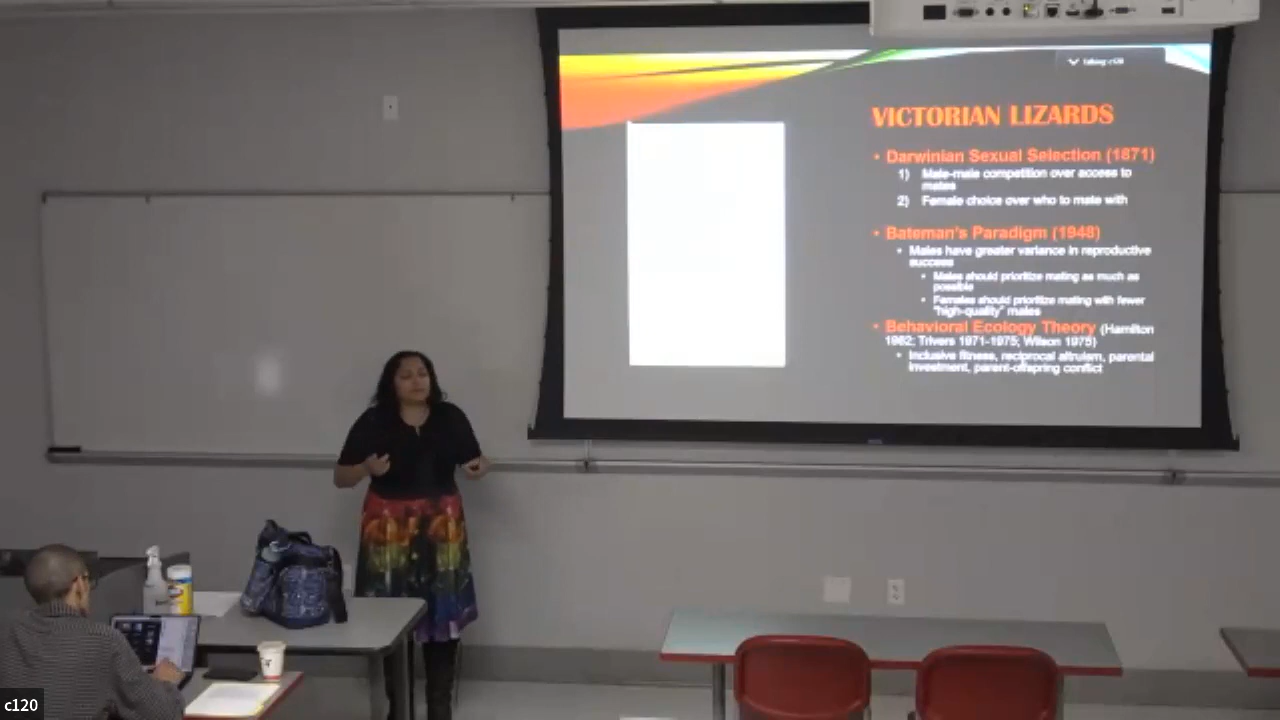 Talking: c120
VICTORIAN LIZARDS
• Darwinian Sexual Selection (1871)
1) Male-male competition over access to
mates
2) Female choice over who to mate with
• Bateman's Paradigm (1948)
• Males have greater variance in reproductive
success
• Males should prioritize mating as much as
possible
• Females should prioritize mating with fewer
"high-quality" males
• Behavioral Ecology Theory (Hamilton
1962; Trivers 1971-1975; Wilson 1975)
• Inclusive fitness, reciprocal altruism, parental
investment, parent-offspring conflict
c120